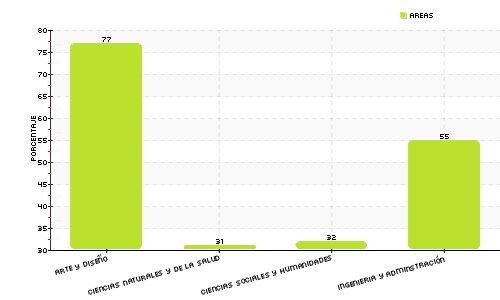 AREAS
80
75
70
65
60
55
50
45
40
35
30
PORCENTAJE
77
31
32
55
ARTE Y DISEÑO
CIENCIAS NATURALES Y DE LA SALUD
CIENCIAS SOCIALES Y HUMANIDADES
INGENIERIA Y ADMINSTRACIÓN